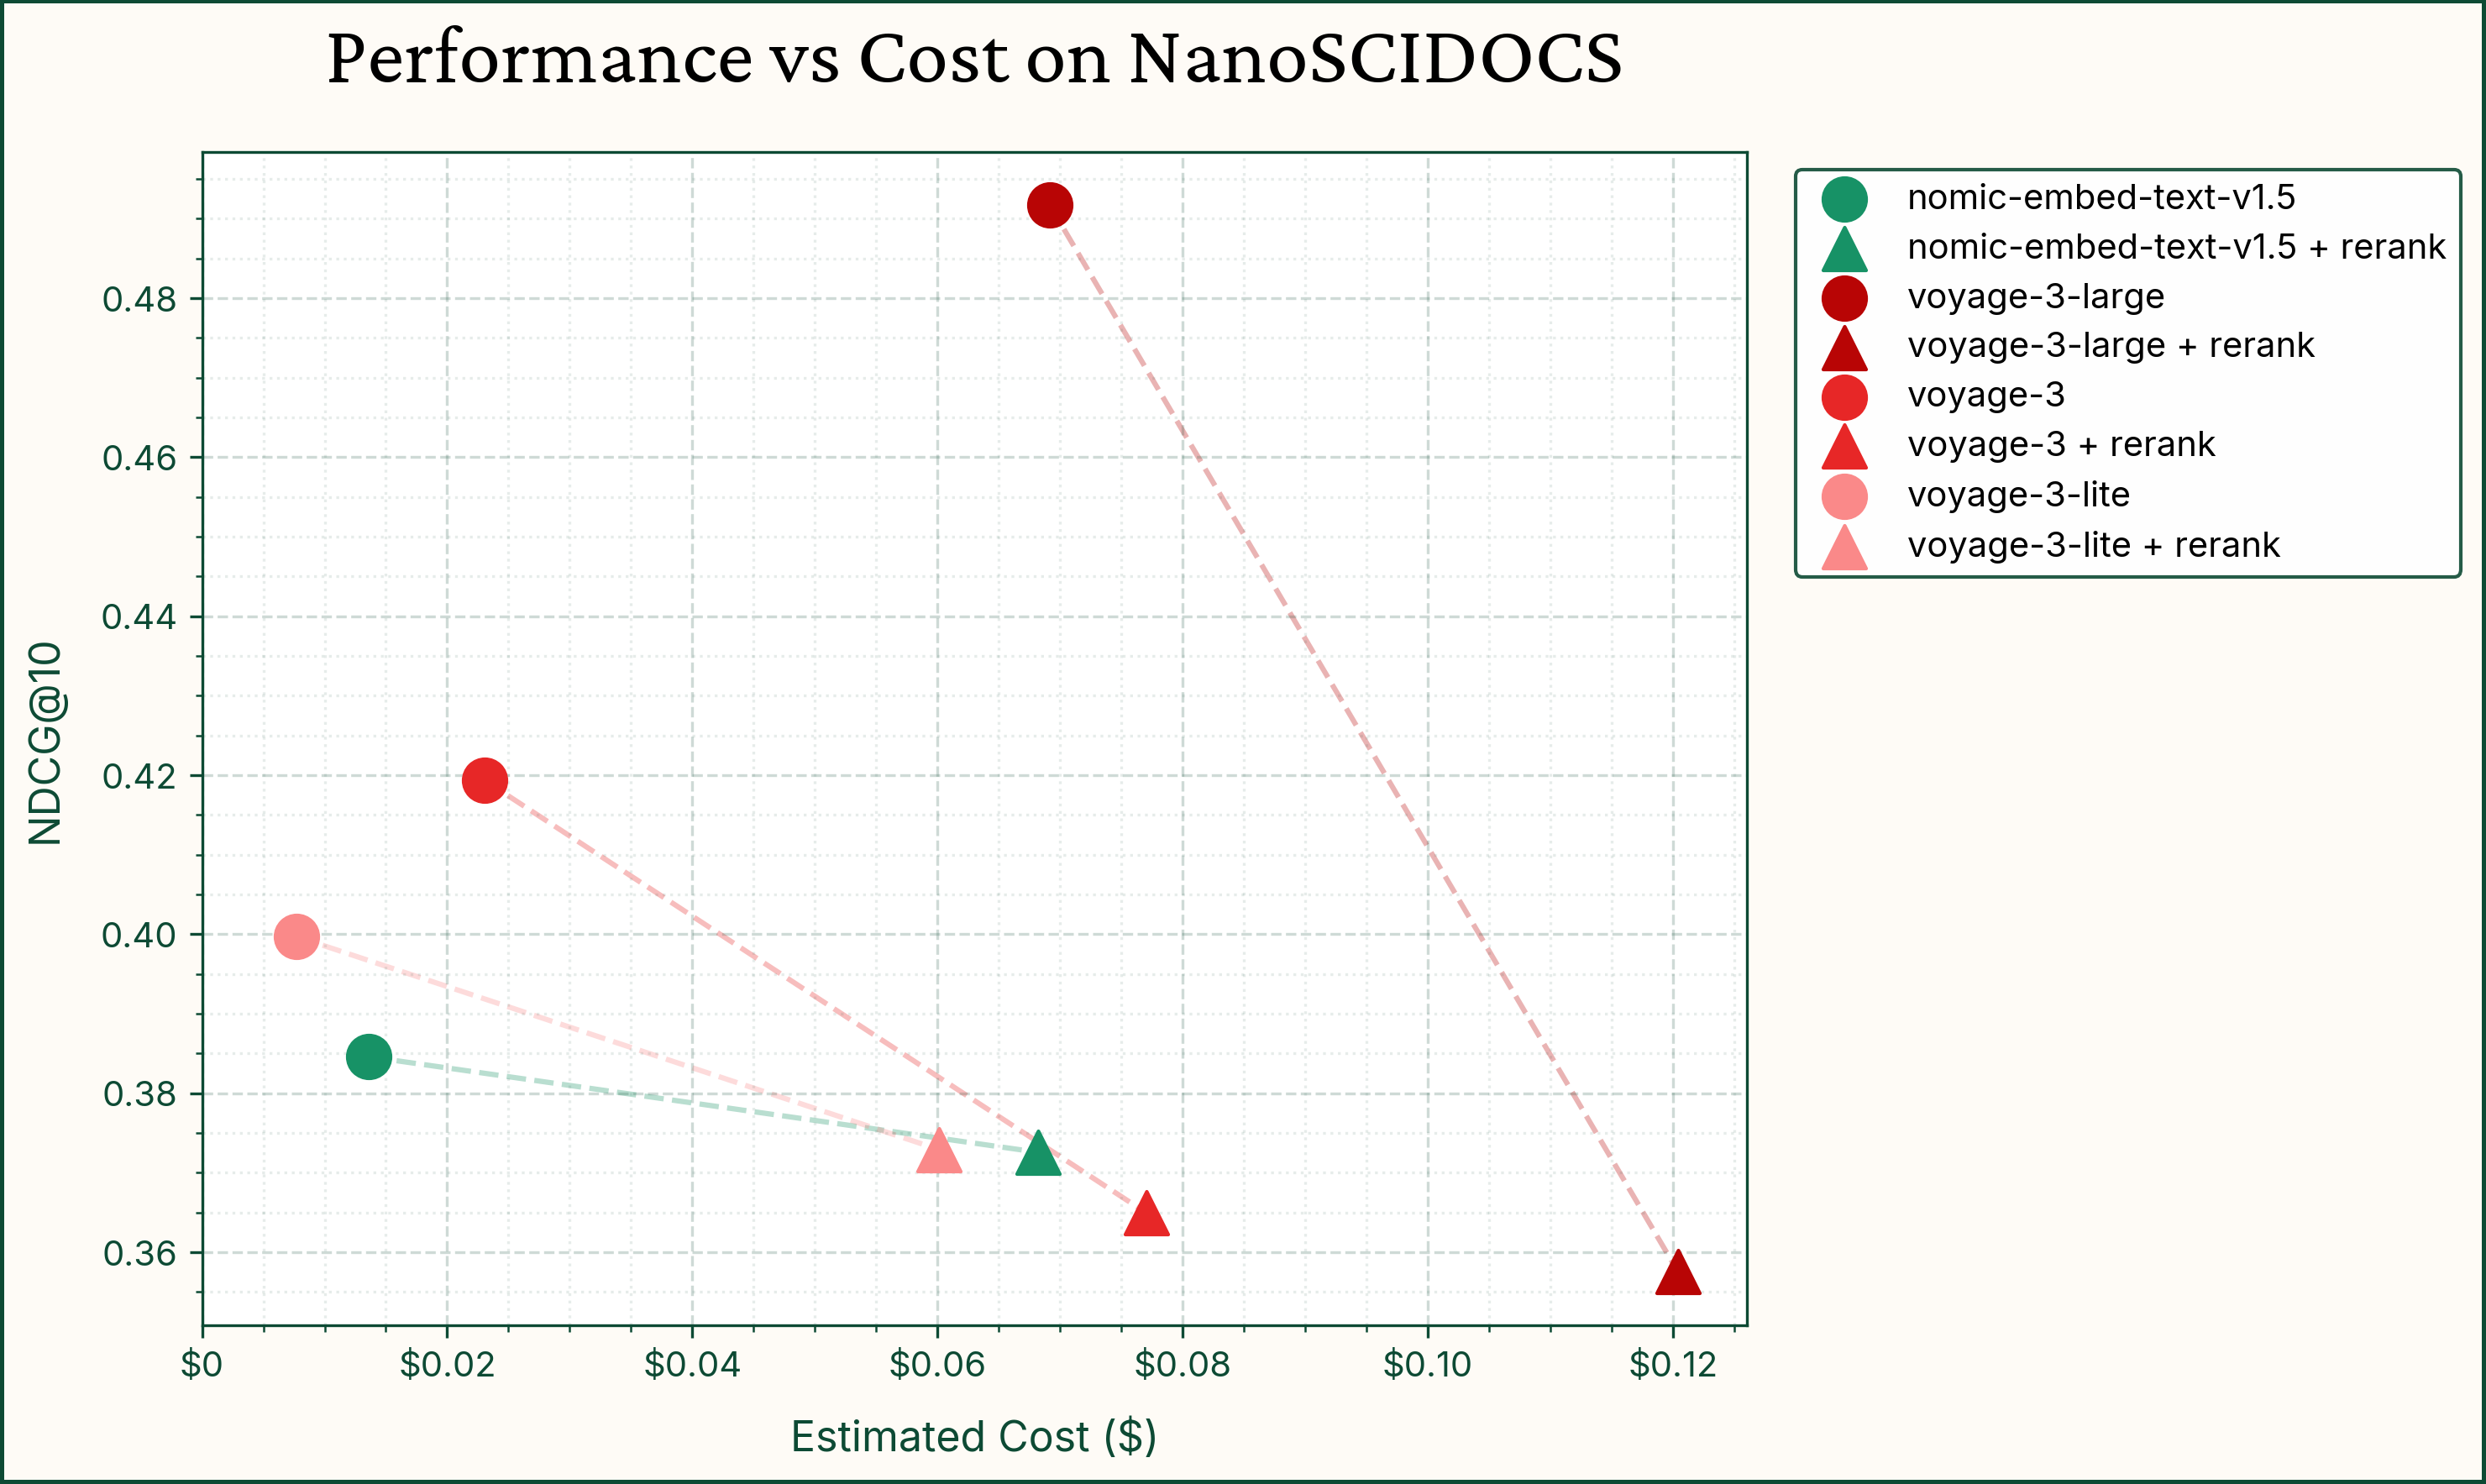 Performance vs Cost on NanoSCIDOCS
nomic-embed-text-v1.5
nomic-embed-text-v1.5 + rerank
voyage-3-large
voyage-3-large + rerank
voyage-3
voyage-3 + rerank
voyage-3-lite
voyage-3-lite + rerank
NDCG@10
0.48
0.46
0.44
0.42
0.40
0.38
0.36
$0 $0.02 $0.04 $0.06 $0.08 $0.10 $0.12
Estimated Cost ($)